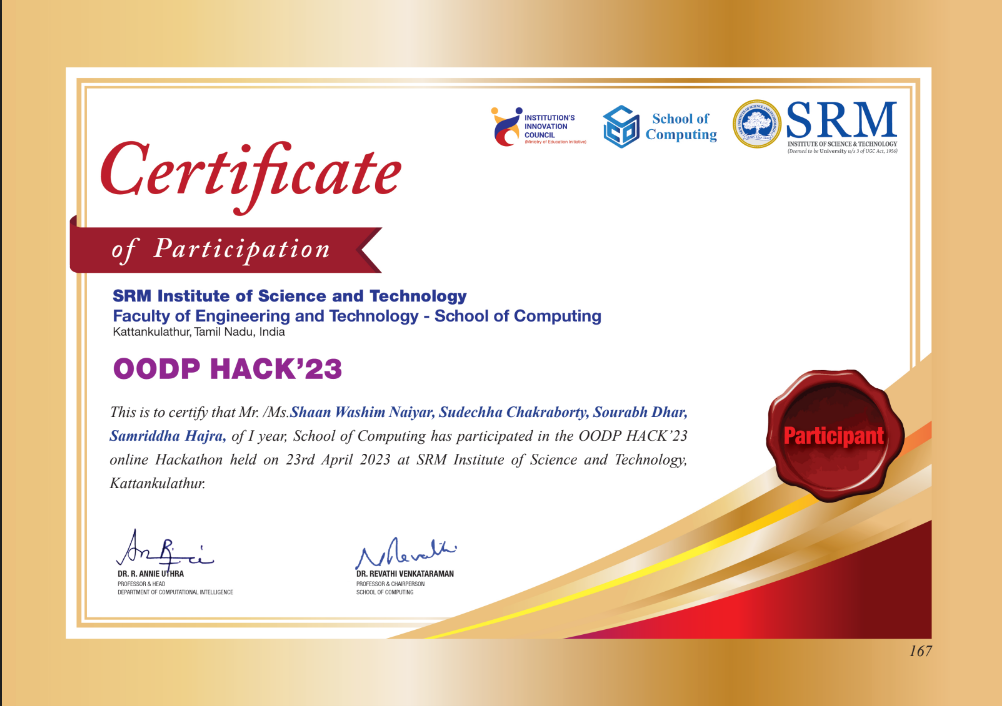 INSTITUTION'S
INNOVATION
COUNCIL
(Ministry of Education Initiative)
School of
Computing
SRM
INSTITUTE OF SCIENCE & TECHNOLOGY
(Deemed to be University u/s 3 of UGC Act, 1956)
Certificate
of Participation
SRM Institute of Science and Technology
Faculty of Engineering and Technology - School of Computing
Kattankulathur, Tamil Nadu, India
OODP HACK’23
This is to certify that Mr. /Ms.Shaan Washim Naiyar, Sudechha Chakraborty, Sourabh Dhar,
Samriddha Hajra, of I year, School of Computing has participated in the OODP HACK’23
online Hackathon held on 23rd April 2023 at SRM Institute of Science and Technology,
Kattankulathur.
Participant
DR. R. ANNIE UTHRA
PROFESSOR & HEAD
DEPARTMENT OF COMPUTATIONAL INTELLIGENCE
DR. REVATHI VENKATARAMAN
PROFESSOR & CHAIRPERSON
SCHOOL OF COMPUTING
167